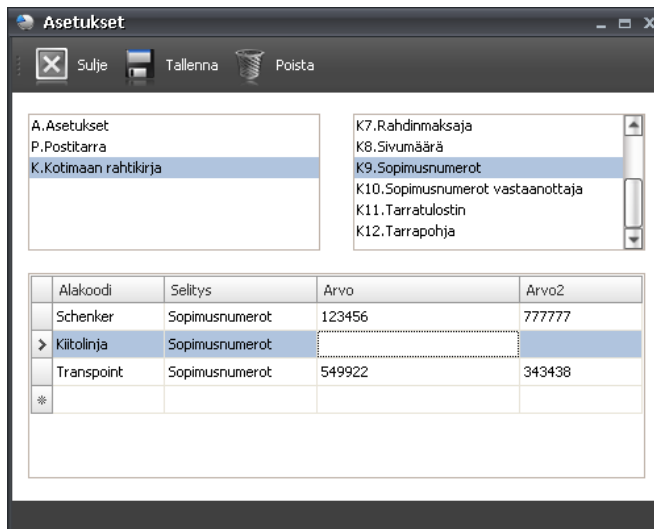 Asetukset
Sulje Tallenna Poista
A.Asetukset
P.Postitarra
K.Kotimaan rahtikirja
K7.Rahdinmaksaja
K8.Sivumäärä
K9.Sopimusnumerot
K10.Sopimusnumerot vastaanottaja
K11.Tarratulostin
K12.Tarrapohja
Alakoodi Selitys Arvo Arvo2
Schenker Sopimusnumerot 123456 777777
Kiitolinja Sopimusnumerot
Transpoint Sopimusnumerot 549922 343438